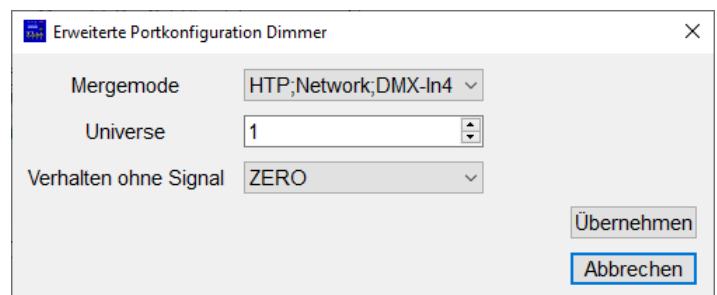 Erweiterte Portkonfiguration Dimmer
Mergemode HTP;Network;DMX-In4
Universe 1
Verhalten ohne Signal ZERO
Übernehmen
Abbrechen